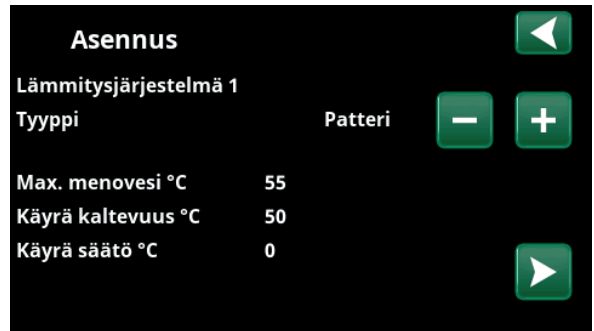 Asennus
Lämmitysjärjestelmä 1
Tyyppi Patteri
Max. menovesi °C 55
Käyrä kaltevuus °C 50
Käyrä säätö °C 0